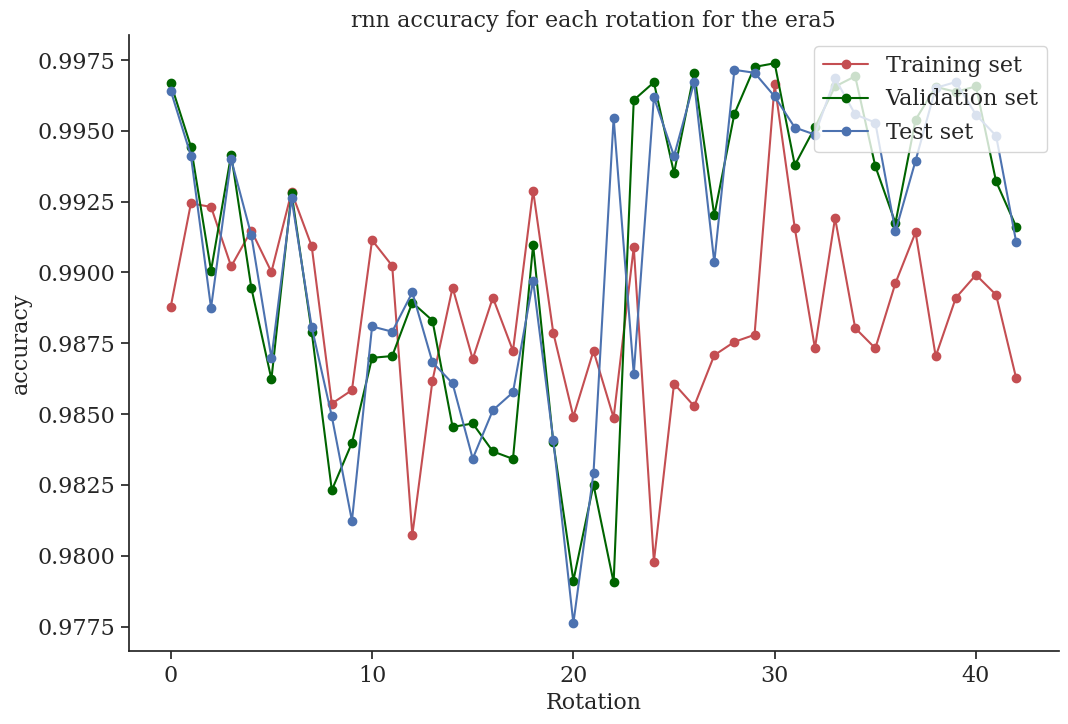 rnn accuracy for each rotation for the era5
Training set
Validation set
Test set
accuracy
0.9975
0.9950
0.9925
0.9900
0.9875
0.9850
0.9825
0.9800
0.9775
0 10 20 30 40
Rotation